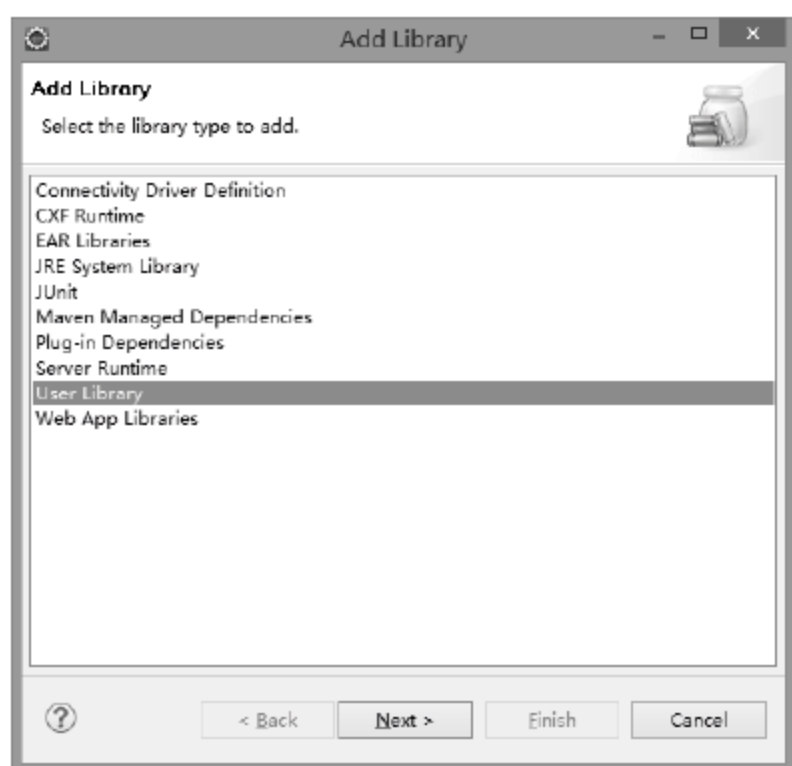 Add Library
Add Library
Select the library type to add.
Connectivity Driver Definition
CXF Runtime
EAR Libraries
JRE System Library
JUnit
Maven Managed Dependencies
Plug-in Dependencies
Server Runtime
User Library
Web App Libraries
< Back Next > Finish Cancel